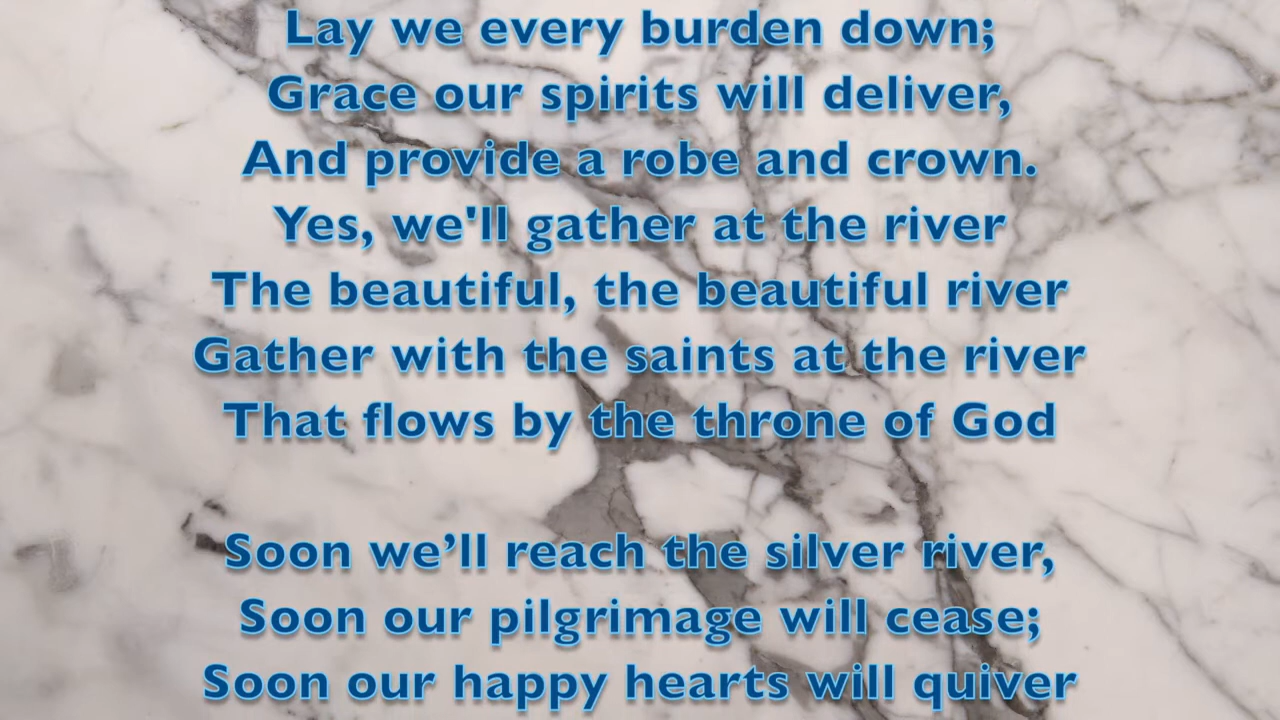 Lay we every burden down;
Grace our spirits will deliver,
And provide a robe and crown.
Yes, we'll gather at the river
The beautiful, the beautiful river
Gather with the saints at the river
That flows by the throne of God
Soon we’ll reach the silver river,
Soon our pilgrimage will cease;
Soon our happy hearts will quiver